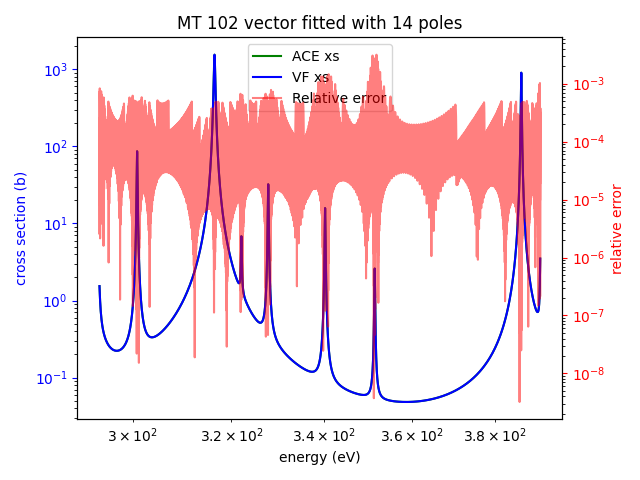 MT 102 vector fitted with 14 poles
ACE xs
VF xs
Relative error
cross section (b)
10³
10²
10¹
10⁰
10⁻¹
relative error
10⁻³
10⁻⁴
10⁻⁵
10⁻⁶
10⁻⁷
10⁻⁸
3 × 10² 3.2 × 10² 3.4 × 10² 3.6 × 10² 3.8 × 10²
energy (eV)